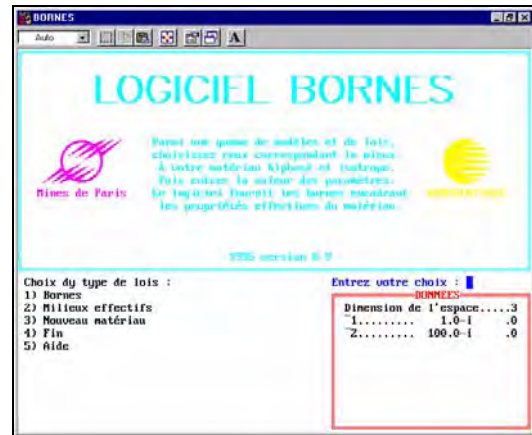 BORNES
Auto
A
LOGICIEL BORNES
Parmi une gamme de modèles et de lois,
choisissez ceux correspondant le mieux
à votre matériau biphasé et isotrope.
Puis entrez la valeur des paramètres.
Le logiciel fournit les bornes encadrant
les propriétés effectives du matériau.
Mines de Paris
1996 version
Choix dy type de lois :
1) Bornes
2) Milieux effectifs
3) Nouveau matériau
4) Fin
5) Aide
Entrez votre choix :
DONNEES
Dimension de l'espace.....3
1......... 1.0-i .0
2......... 100.0-i .0